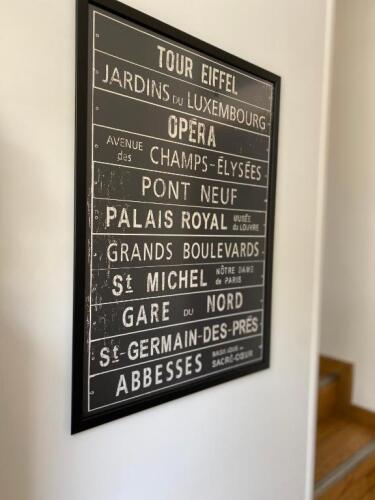 TOUR EIFFEL
JARDINS DU LUXEMBOURG
OPÉRA
AVENUE des CHAMPS-ÉLYSÉES
PONT NEUF
PALAIS ROYAL MUSÉE du LOUVRE
GRANDS BOULEVARDS
St MICHEL NÔTRE DAME de PARIS
GARE DU NORD
St-GERMAIN-DES-PRÉS
ABBESSES BASILIQUE du SACRÉ-CŒUR